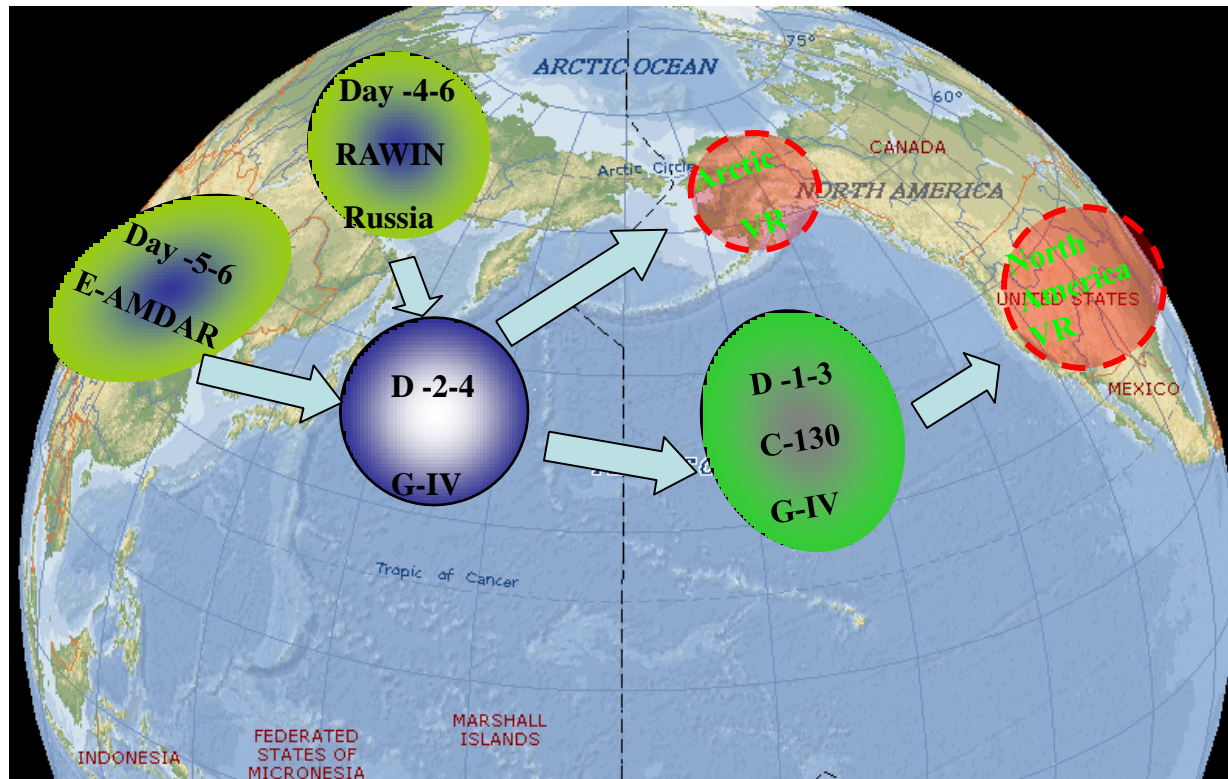 75°
ARCTIC OCEAN
60°
Day -4-6
RAWIN
Russia
CANADA
Arctic Circle
Arctic
VR
NORTH AMERICA
Day -5-6
E-AMDAR
North
America
VR
UNITED STATES
MEXICO
D -2-4
G-IV
D -1-3
C-130
G-IV
Tropic of Cancer
MARSHALL
ISLANDS
FEDERATED
STATES OF
MICRONESIA
INDONESIA